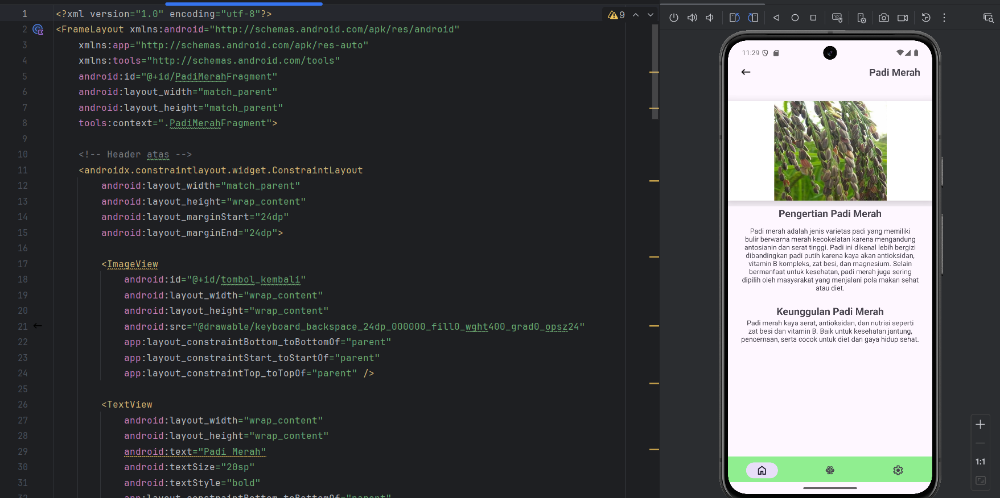 1 <?xml version="1.0" encoding="utf-8"?>
9
2 <FrameLayout xmlns:android="http://schemas.android.com/apk/res/android"
3 xmlns:app="http://schemas.android.com/apk/res-auto"
4 xmlns:tools="http://schemas.android.com/tools"
5 android:id="@+id/PadiMerahFragment"
6 android:layout_width="match_parent"
7 android:layout_height="match_parent"
8 tools:context=".PadiMerahFragment">
9
10 <!-- Header atas -->
11 <androidx.constraintlayout.widget.ConstraintLayout
12 android:layout_width="match_parent"
13 android:layout_height="wrap_content"
14 android:layout_marginStart="24dp"
15 android:layout_marginEnd="24dp">
16
17 <ImageView
18 android:id="@+id/tombol_kembali"
19 android:layout_width="wrap_content"
20 android:layout_height="wrap_content"
21 android:src="@drawable/keyboard_backspace_24dp_000000_fill0_wght400_grad0_opsz24"
22 app:layout_constraintBottom_toBottomOf="parent"
23 app:layout_constraintStart_toStartOf="parent"
24 app:layout_constraintTop_toTopOf="parent" />
25
26 <TextView
27 android:layout_width="wrap_content"
28 android:layout_height="wrap_content"
29 android:text="Padi Merah"
30 android:textSize="20sp"
31 android:textStyle="bold"
32 app:layout_constraintBottom_toBottomOf="parent"
11:29
Padi Merah
Pengertian Padi Merah
Padi merah adalah jenis varietas padi yang memiliki
bulir berwarna merah kecokelatan karena mengandung
antosianin dan serat tinggi. Padi ini dikenal lebih bergizi
dibandingkan padi putih karena kaya akan antioksidan,
vitamin B kompleks, zat besi, dan magnesium. Selain
bermanfaat untuk kesehatan, padi merah juga sering
dipilih oleh masyarakat yang menjalani pola makan sehat
atau diet.
Keunggulan Padi Merah
Padi merah kaya serat, antioksidan, dan nutrisi seperti
zat besi dan vitamin B. Baik untuk kesehatan jantung,
pencernaan, serta cocok untuk diet dan gaya hidup sehat.
1:1